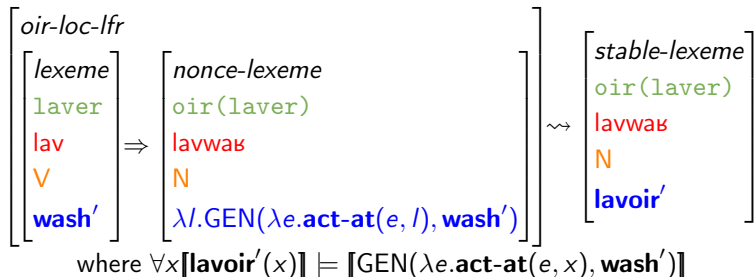 oir-loc-lfr
lexeme
laver
lav
V
wash′
⇒
nonce-lexeme
oir(laver)
lavwaʁ
N
λl.GEN(λe.act-at(e, l), wash′)
⇝
stable-lexeme
oir(laver)
lavwaʁ
N
lavoir′
where ∀x⟦lavoir′(x)⟧ ⊨ ⟦GEN(λe.act-at(e, x), wash′)⟧